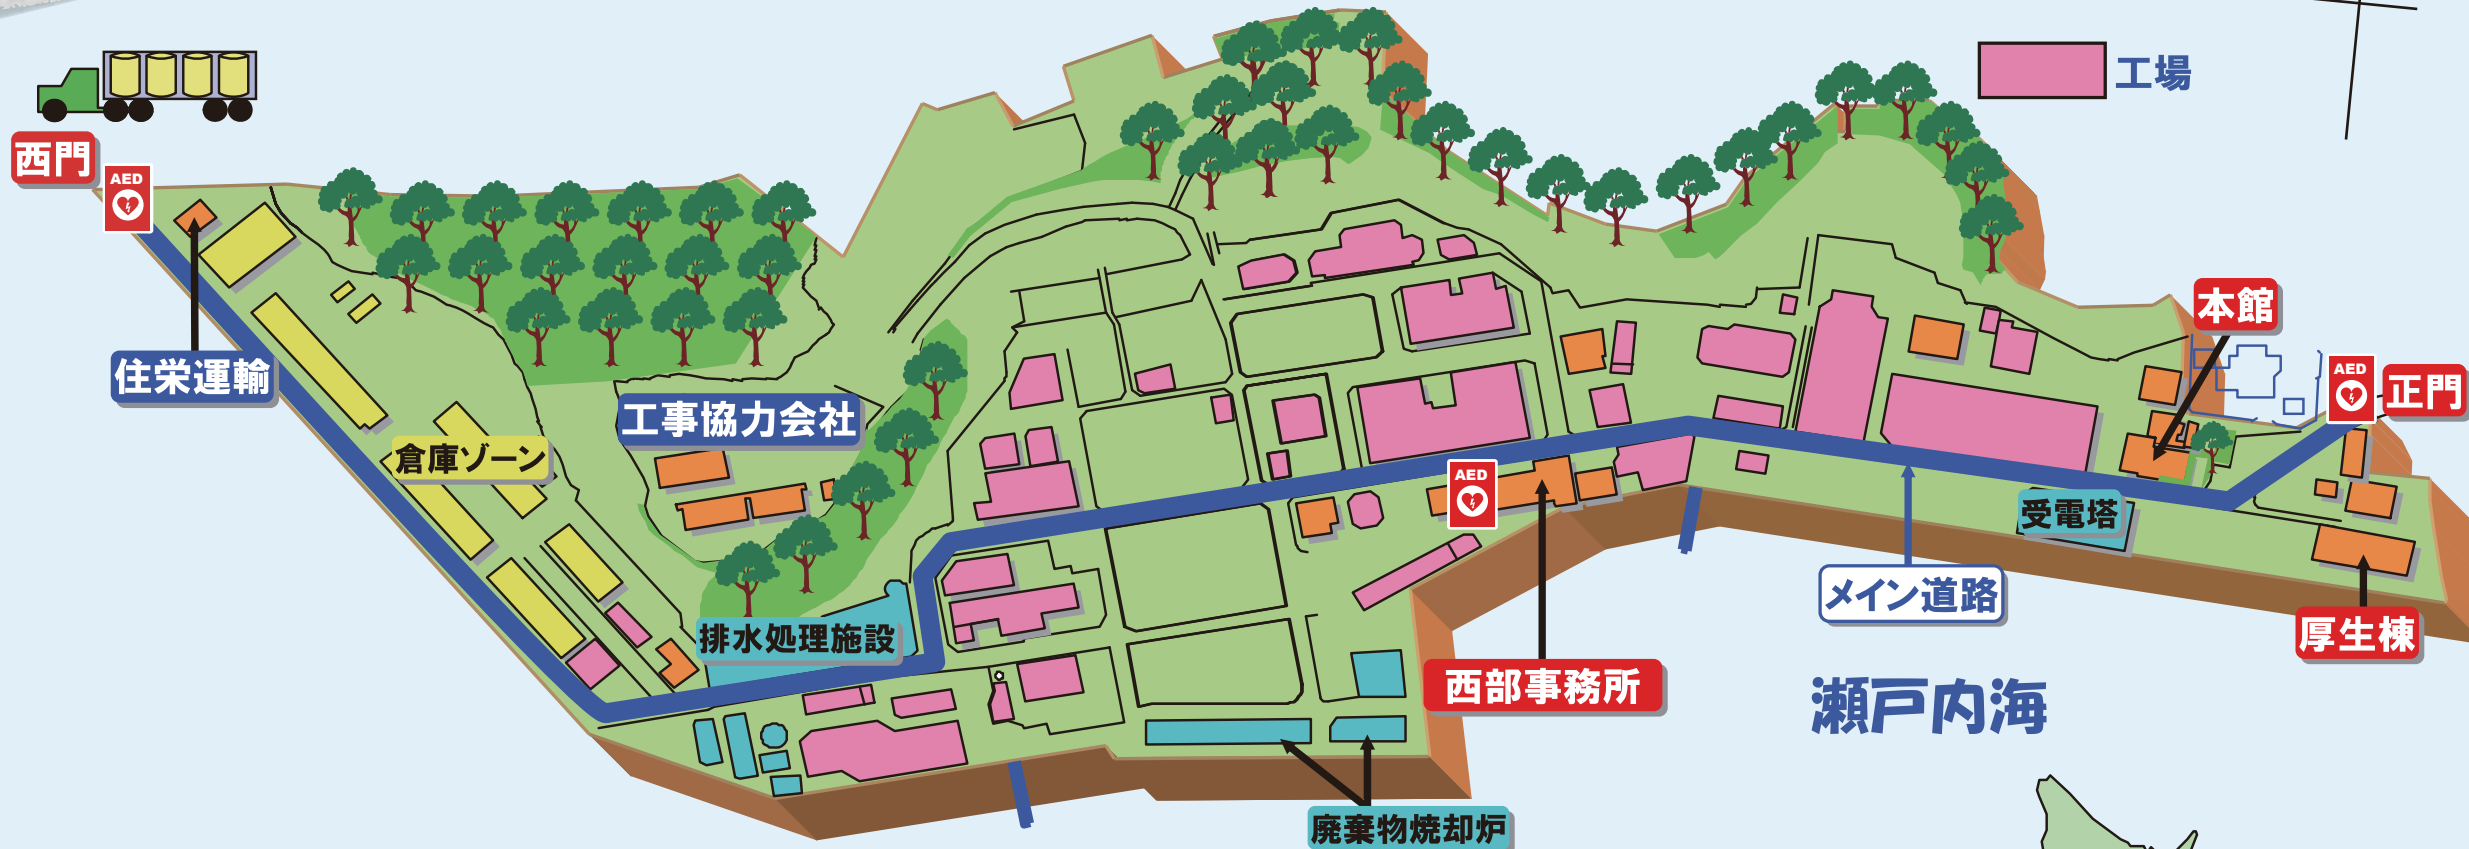 工場
西門
AED
住栄運輸
倉庫ゾーン
工事協力会社
排水処理施設
AED
西部事務所
廃棄物焼却炉
メイン道路
受電塔
本館
AED
正門
厚生棟
瀬戸内海